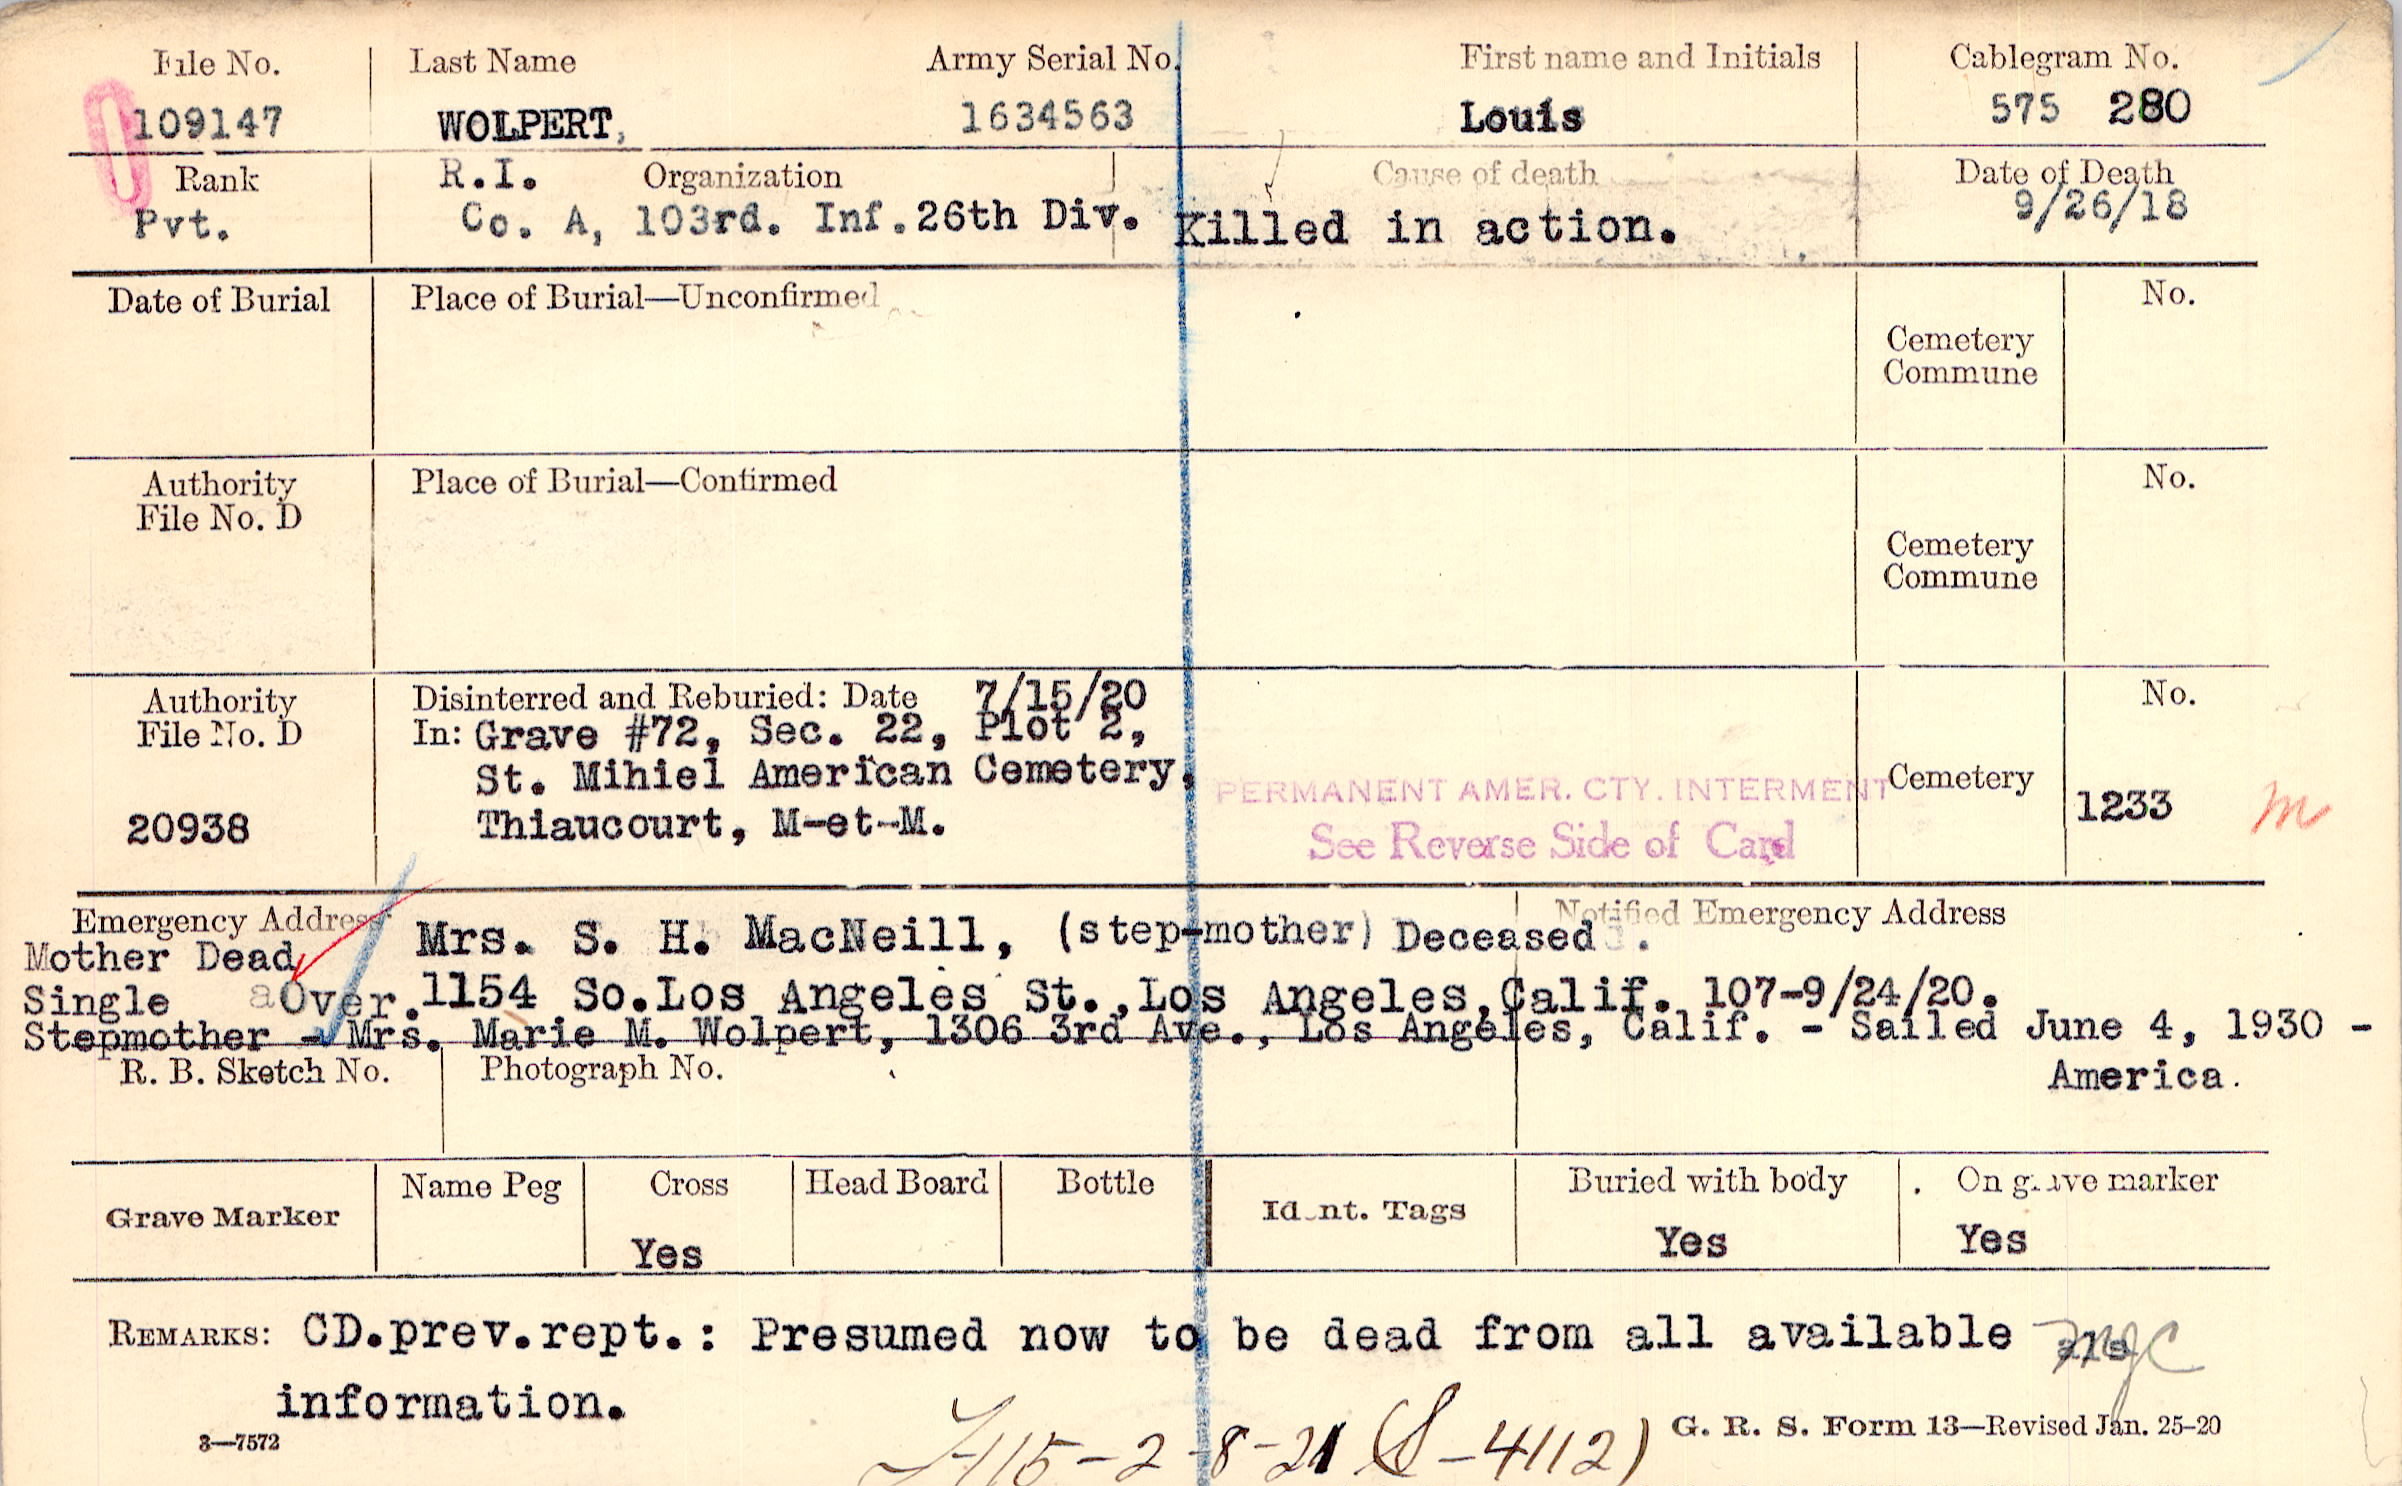 File No. Last Name Army Serial No. First name and Initials Cablegram No.
109147 WOLPERT, 1634563 Louis 575 280
Rank R.I. Organization Cause of death Date of Death
Pvt. Co. A, 103rd. Inf. 26th Div. Killed in action. 9/26/18
Date of Burial Place of Burial—Unconfirmed No.
Cemetery
Commune
Authority Place of Burial—Confirmed No.
File No. D
Cemetery
Commune
Authority Disinterred and Reburied: Date 7/15/20 No.
File No. D In: Grave #72, Sec. 22, Plot 2,
St. Mihiel American Cemetery, Cemetery
PERMANENT AMER. CTY. INTERMENT
20938 Thiaucourt, M-et-M. 1233 m
See Reverse Side of Card
Emergency Address Mrs. S. H. MacNeill, (step-mother) Deceased. Notified Emergency Address
Mother Dead
Single Over. 1154 So.Los Angeles St.,Los Angeles,Calif. 107-9/24/20.
Stepmother - Mrs. Marie M. Wolpert, 1306 3rd Ave., Los Angeles, Calif. - Sailed June 4, 1930 -
R. B. Sketch No. Photograph No. America.
Grave Marker Name Peg Cross Head Board Bottle Ident. Tags Buried with body On grave marker
Yes Yes Yes
REMARKS: CD.prev.rept.: Presumed now to be dead from all available
information.
3—7572 G. R. S. Form 13—Revised Jan. 25-20
115-2-8-21 (S-4112)